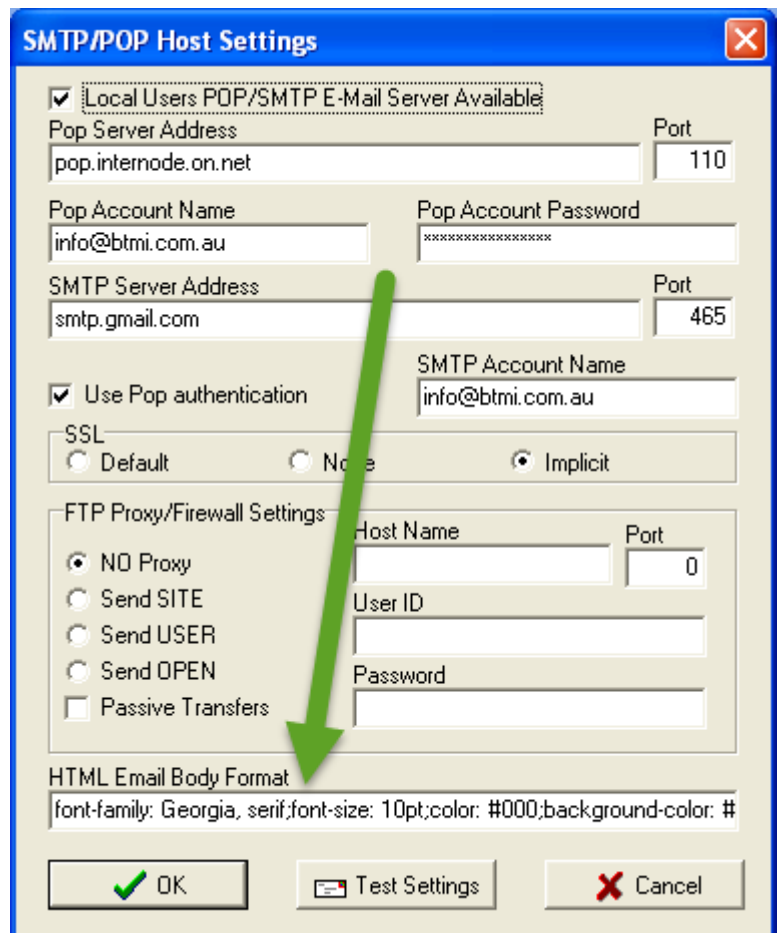 SMTP/POP Host Settings
Local Users POP/SMTP E-Mail Server Available
Pop Server Address Port
pop.internode.on.net 110
Pop Account Name Pop Account Password
info@btmi.com.au ****************
SMTP Server Address Port
smtp.gmail.com 465
SMTP Account Name
Use Pop authentication info@btmi.com.au
SSL
Default None Implicit
FTP Proxy/Firewall Settings
Host Name Port
NO Proxy 0
Send SITE User ID
Send USER
Send OPEN Password
Passive Transfers
HTML Email Body Format
font-family: Georgia, serif;font-size: 10pt;color: #000;background-color: #
OK Test Settings Cancel